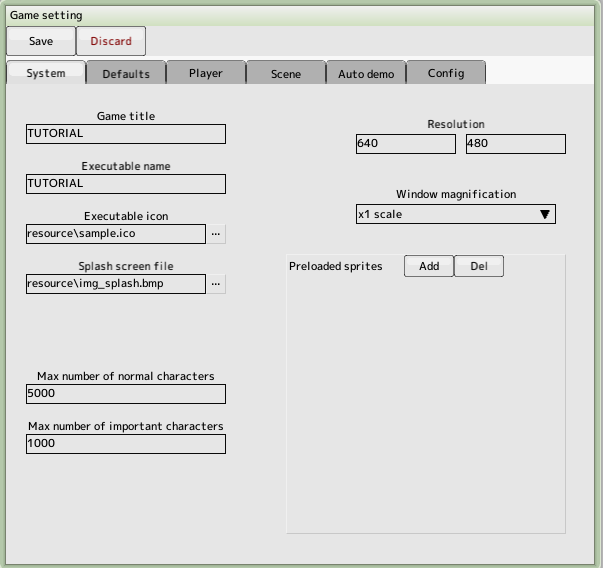 Game setting
Save Discard
System Defaults Player Scene Auto demo Config
Game title
TUTORIAL
Resolution
640 480
Executable name
TUTORIAL
Window magnification
x1 scale
Executable icon
resource\sample.ico ...
Splash screen file
resource\img_splash.bmp ...
Preloaded sprites Add Del
Max number of normal characters
5000
Max number of important characters
1000